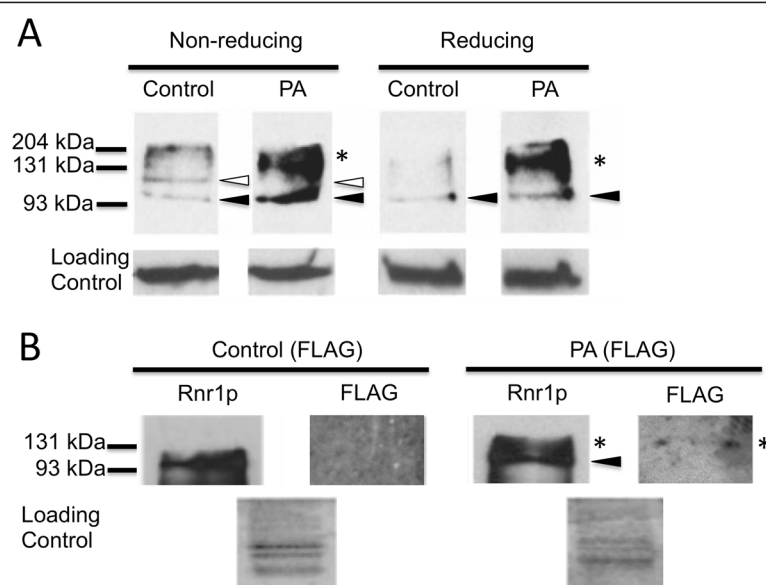 A
Non-reducing Reducing
Control PA Control PA
204 kDa
131 kDa * *
93 kDa
Loading
Control
B
Control (FLAG) PA (FLAG)
Rnr1p FLAG Rnr1p FLAG
131 kDa * *
93 kDa
Loading
Control